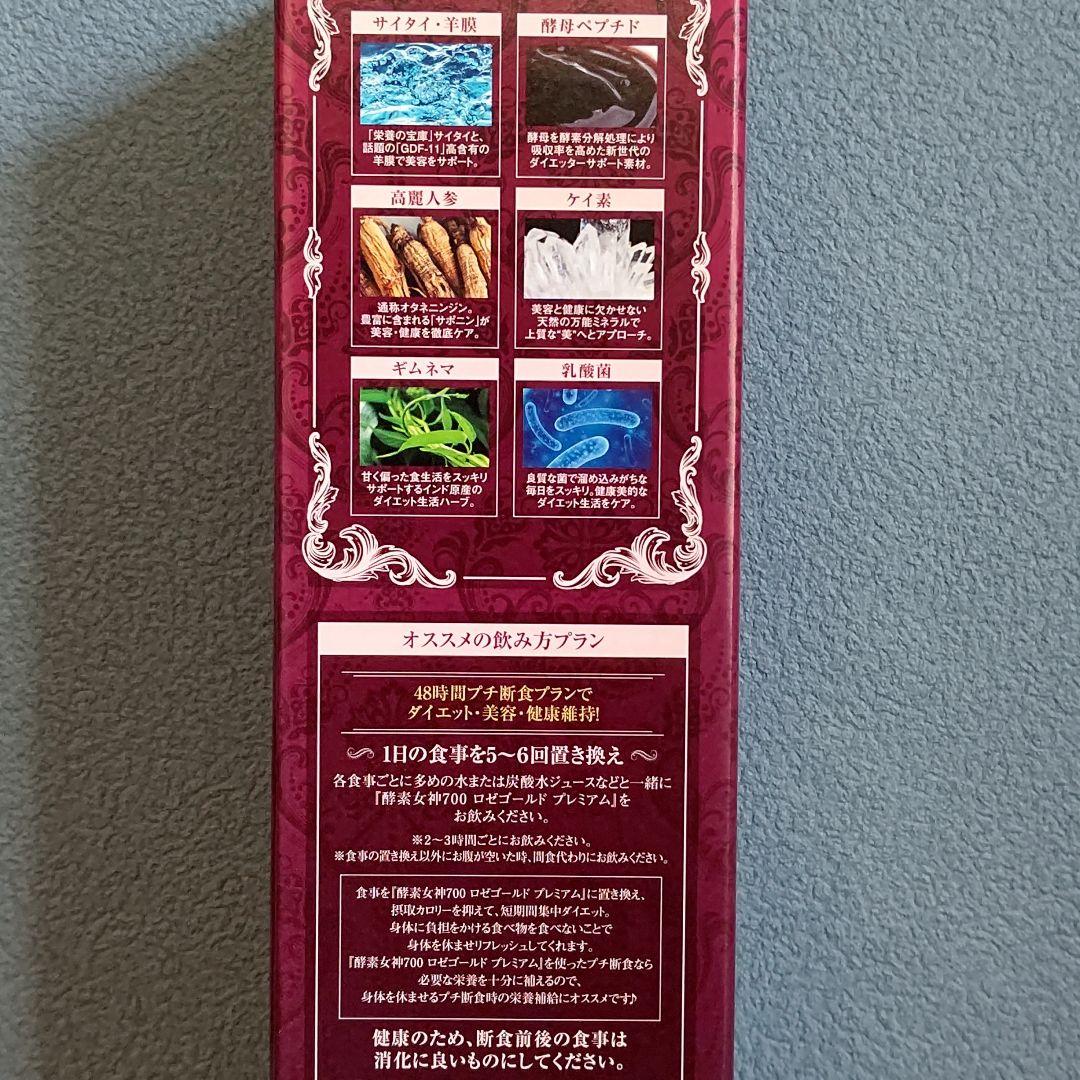 サイタイ・羊膜
「栄養の宝庫」サイタイと、
話題の「GDF-11」高含有の
羊膜で美容をサポート。
酵母ペプチド
酵母を酵素分解処理により
吸収率を高めた新世代の
ダイエッターサポート素材。
高麗人参
通称オタネニンジン。
豊富に含まれる「サポニン」が
美容・健康を徹底ケア。
ケイ素
美容と健康に欠かせない
天然の万能ミネラルで
上質な"美"へとアプローチ。
ギムネマ
甘く偏った食生活をスッキリ
サポートするインド原産の
ダイエット生活ハーブ。
乳酸菌
良質な菌で溜め込みがちな
毎日をスッキリ。健康美的な
ダイエット生活をケア。
オススメの飲み方プラン
48時間プチ断食プランで
ダイエット・美容・健康維持!
1日の食事を5〜6回置き換え
各食事ごとに多めの水または炭酸水ジュースなどと一緒に
『酵素女神700 ロゼゴールド プレミアム』を
お飲みください。
※2〜3時間ごとにお飲みください。
※食事の置き換え以外にお腹が空いた時、間食代わりにお飲みください。
食事を『酵素女神700 ロゼゴールド プレミアム』に置き換え、
摂取カロリーを抑えて、短期間集中ダイエット。
身体に負担をかける食べ物を食べないことで
身体を休ませリフレッシュしてくれます。
『酵素女神700 ロゼゴールド プレミアム』を使ったプチ断食なら
必要な栄養を十分に補えるので、
身体を休ませるプチ断食時の栄養補給にオススメです♪
健康のため、断食前後の食事は
消化に良いものにしてください。